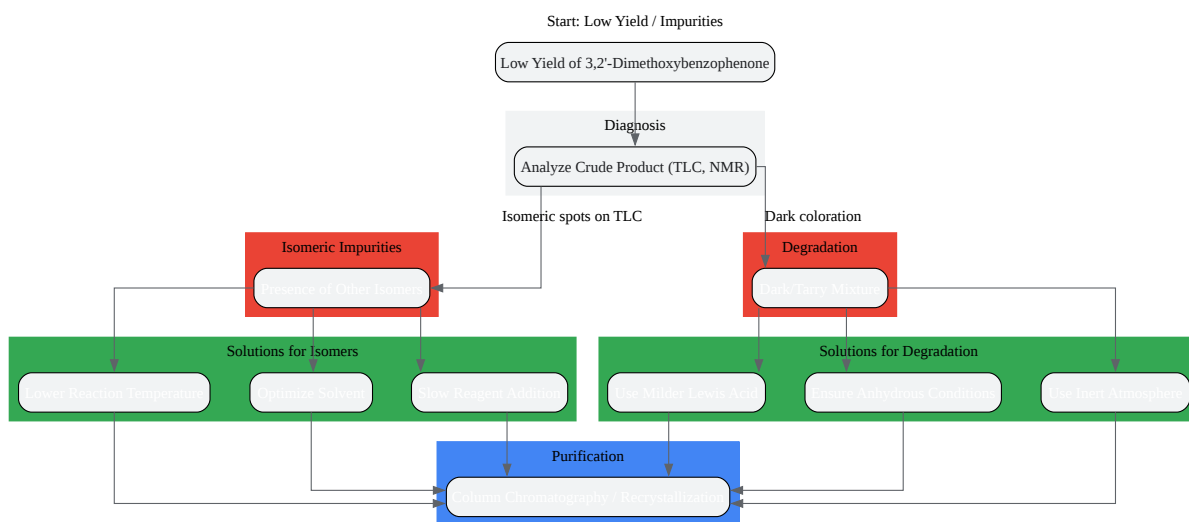 Start: Low Yield / Impurities
Low Yield of 3,2'-Dimethoxybenzophenone
Diagnosis
Analyze Crude Product (TLC, NMR)
Isomeric spots on TLC
Dark coloration
Isomeric Impurities
Degradation
Presence of Other Isomers
Dark/Tarry Mixture
Solutions for Isomers
Solutions for Degradation
Lower Reaction Temperature
Optimize Solvent
Slow Reagent Addition
Use Milder Lewis Acid
Ensure Anhydrous Conditions
Use Inert Atmosphere
Purification
Column Chromatography / Recrystallization